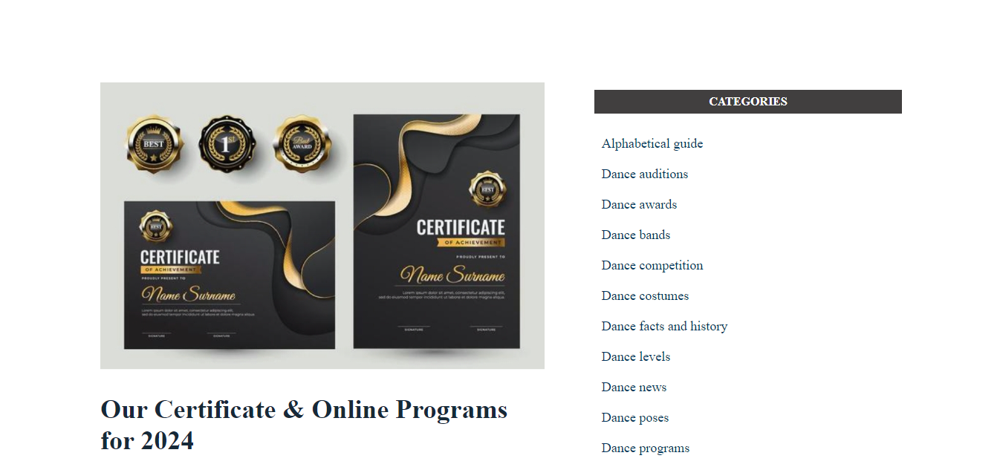 BEST
1st
Best
AWARD
BEST
CERTIFICATE
OF ACHIEVEMENT
PROUDLY PRESENT TO
Name Surname
Lorem ipsum dolor sit amet, consectetur adipiscing elit,
sed do eiusmod tempor incididunt ut labore et dolore magna aliqua.
SIGNATURE SIGNATURE
BEST
CERTIFICATE
OF ACHIEVEMENT
PROUDLY PRESENT TO
Name Surname
Lorem ipsum dolor sit amet, consectetur adipiscing elit,
sed do eiusmod tempor incididunt ut labore et dolore magna aliqua.
SIGNATURE SIGNATURE
Our Certificate & Online Programs
for 2024
CATEGORIES
Alphabetical guide
Dance auditions
Dance awards
Dance bands
Dance competition
Dance costumes
Dance facts and history
Dance levels
Dance news
Dance poses
Dance programs